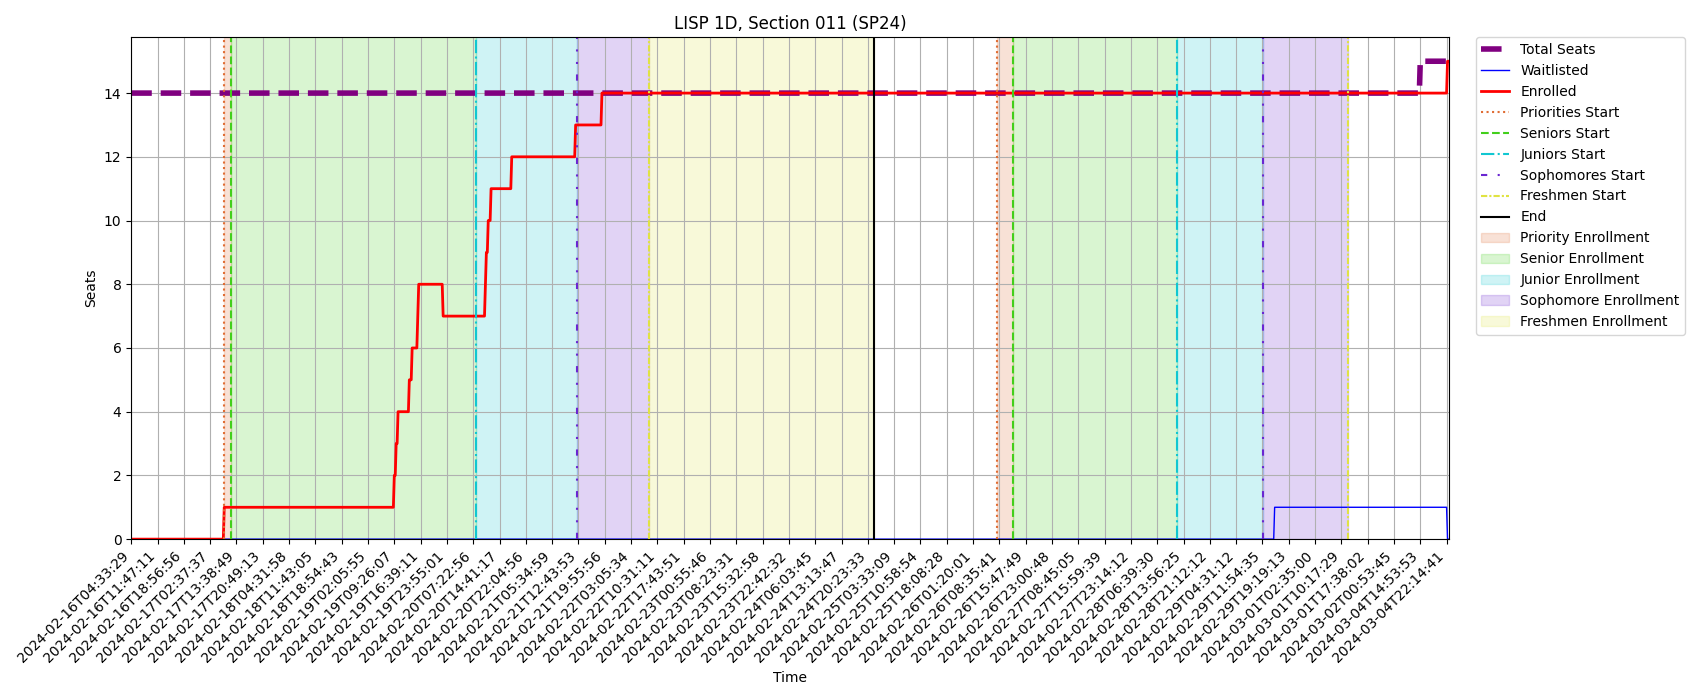 LISP 1D, Section 011 (SP24)
Seats
14
12
10
8
6
4
2
0
2024-02-16T04:33:29
2024-02-16T11:47:11
2024-02-16T18:56:56
2024-02-17T02:37:37
2024-02-17T13:38:49
2024-02-17T20:49:13
2024-02-18T04:31:58
2024-02-18T11:43:05
2024-02-18T18:54:43
2024-02-19T02:05:55
2024-02-19T09:26:07
2024-02-19T16:39:11
2024-02-19T23:55:01
2024-02-20T07:22:56
2024-02-20T14:41:17
2024-02-20T22:04:56
2024-02-21T05:34:59
2024-02-21T12:43:53
2024-02-21T19:55:56
2024-02-22T03:05:34
2024-02-22T10:31:11
2024-02-22T17:43:51
2024-02-23T00:55:46
2024-02-23T08:23:31
2024-02-23T15:32:58
2024-02-23T22:42:32
2024-02-24T06:03:45
2024-02-24T13:13:47
2024-02-24T20:23:33
2024-02-25T03:33:09
2024-02-25T10:58:54
2024-02-25T18:08:28
2024-02-26T01:20:01
2024-02-26T08:35:41
2024-02-26T15:47:49
2024-02-26T23:00:48
2024-02-27T08:45:05
2024-02-27T15:59:39
2024-02-27T23:14:12
2024-02-28T06:39:30
2024-02-28T13:56:25
2024-02-28T21:12:12
2024-02-29T04:31:12
2024-02-29T11:54:35
2024-02-29T19:19:13
2024-03-01T02:35:00
2024-03-01T10:17:29
2024-03-01T17:38:02
2024-03-02T00:53:45
2024-03-04T14:53:53
2024-03-04T22:14:41
Time
Total Seats
Waitlisted
Enrolled
Priorities Start
Seniors Start
Juniors Start
Sophomores Start
Freshmen Start
End
Priority Enrollment
Senior Enrollment
Junior Enrollment
Sophomore Enrollment
Freshmen Enrollment